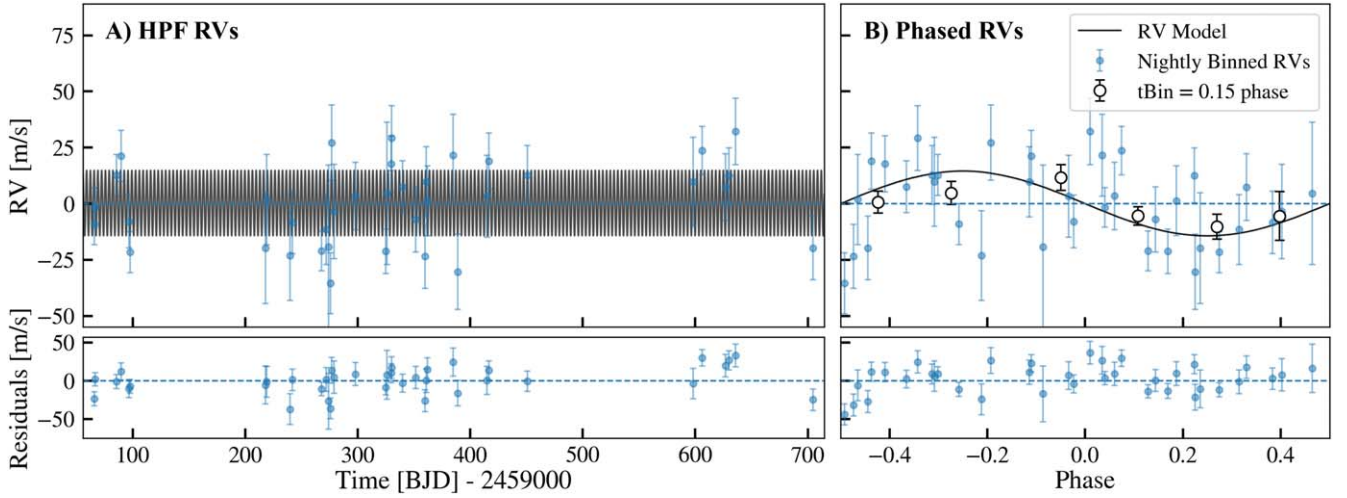 A) HPF RVs
RV [m/s]
75
50
25
0
−25
−50
Residuals [m/s]
50
0
−50
100 200 300 400 500 600 700
Time [BJD] - 2459000
B) Phased RVs
RV Model
Nightly Binned RVs
tBin = 0.15 phase
−0.4 −0.2 0.0 0.2 0.4
Phase